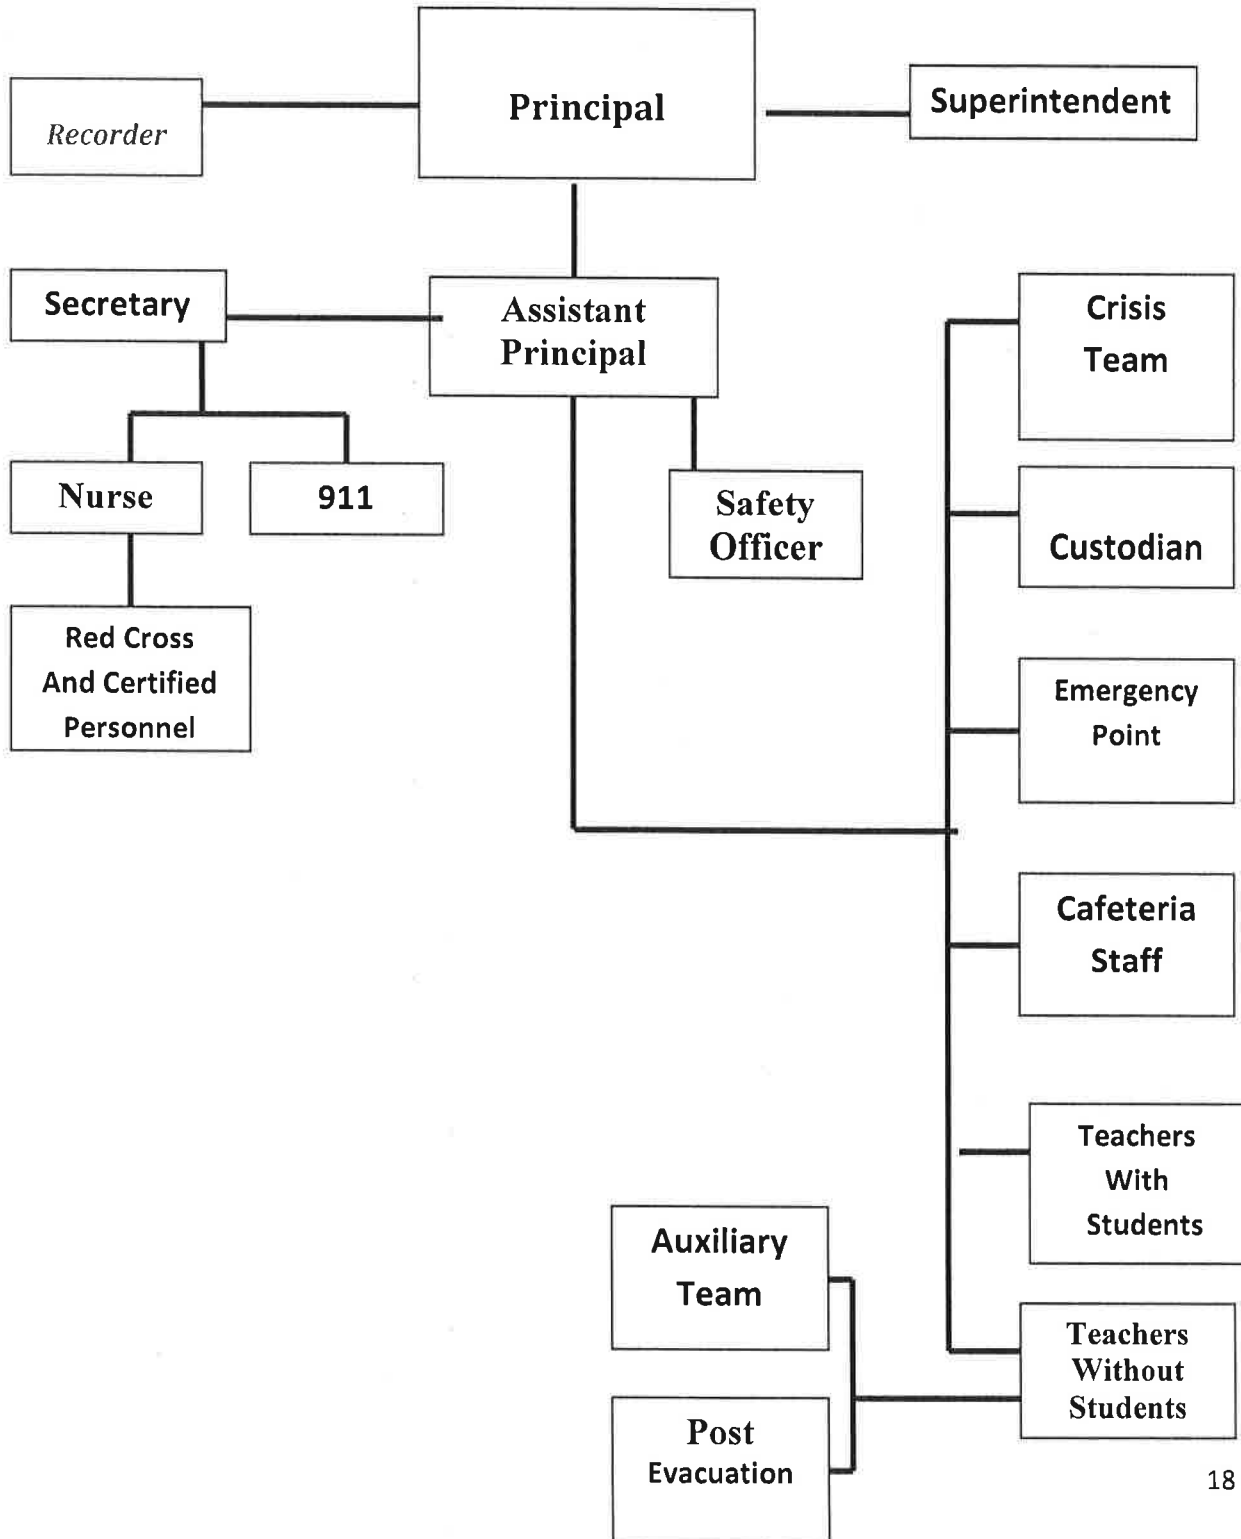 Principal
Superintendent
Recorder
Secretary
Assistant
Principal
Crisis
Team
Nurse
911
Safety
Officer
Custodian
Red Cross
And Certified
Personnel
Emergency
Point
Cafeteria
Staff
Teachers
With
Students
Auxiliary
Team
Teachers
Without
Students
Post
Evacuation
18